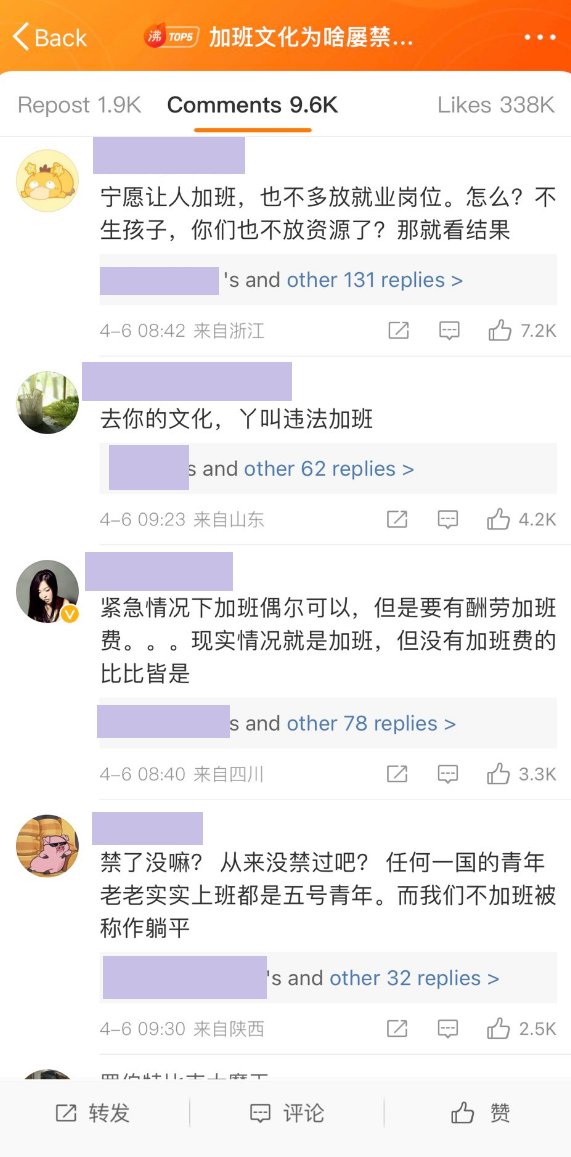 Back
沸 TOP5 加班文化为啥屡禁...
Repost 1.9K
Comments 9.6K
Likes 338K
宁愿让人加班，也不多放就业岗位。怎么？不
生孩子，你们也不放资源了？那就看结果
's and other 131 replies >
4-6 08:42 来自浙江
7.2K
去你的文化，丫叫违法加班
s and other 62 replies >
4-6 09:23 来自山东
4.2K
紧急情况下加班偶尔可以，但是要有酬劳加班
费。。。现实情况就是加班，但没有加班费的
比比皆是
s and other 78 replies >
4-6 08:40 来自四川
3.3K
禁了没嘛？ 从来没禁过吧？ 任何一国的青年
老老实实上班都是五号青年。而我们不加班被
称作躺平
's and other 32 replies >
4-6 09:30 来自陕西
2.5K
转发
评论
赞